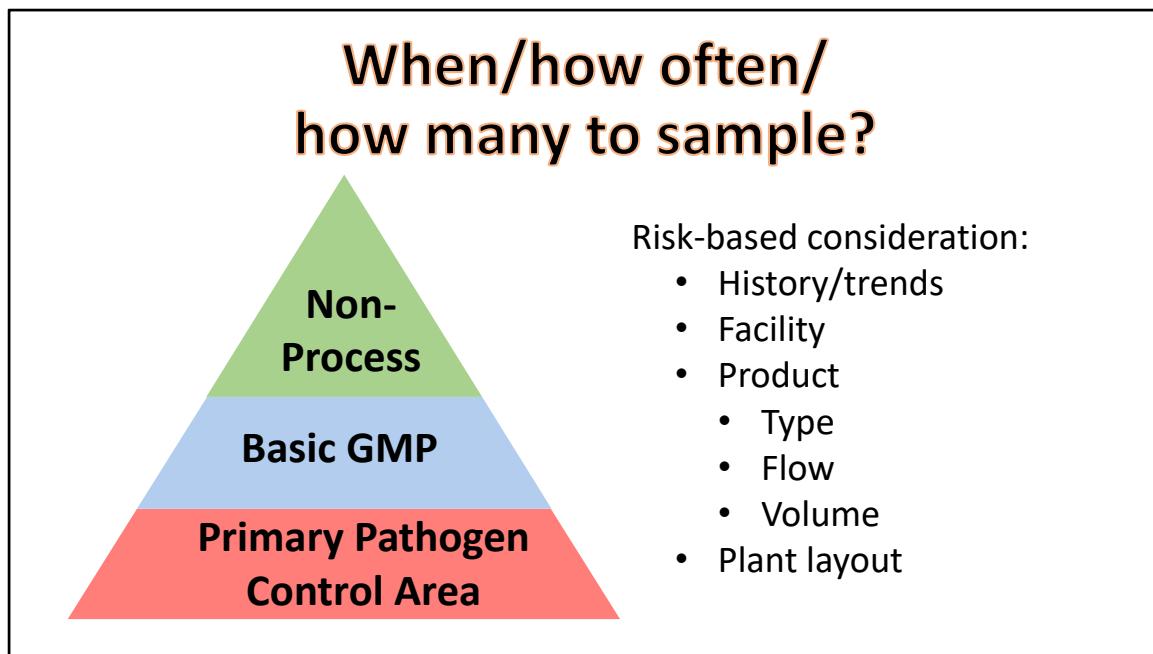 When/how often/
how many to sample?
Non-
Process
Basic GMP
Primary Pathogen
Control Area
Risk-based consideration:
• History/trends
• Facility
• Product
• Type
• Flow
• Volume
• Plant layout